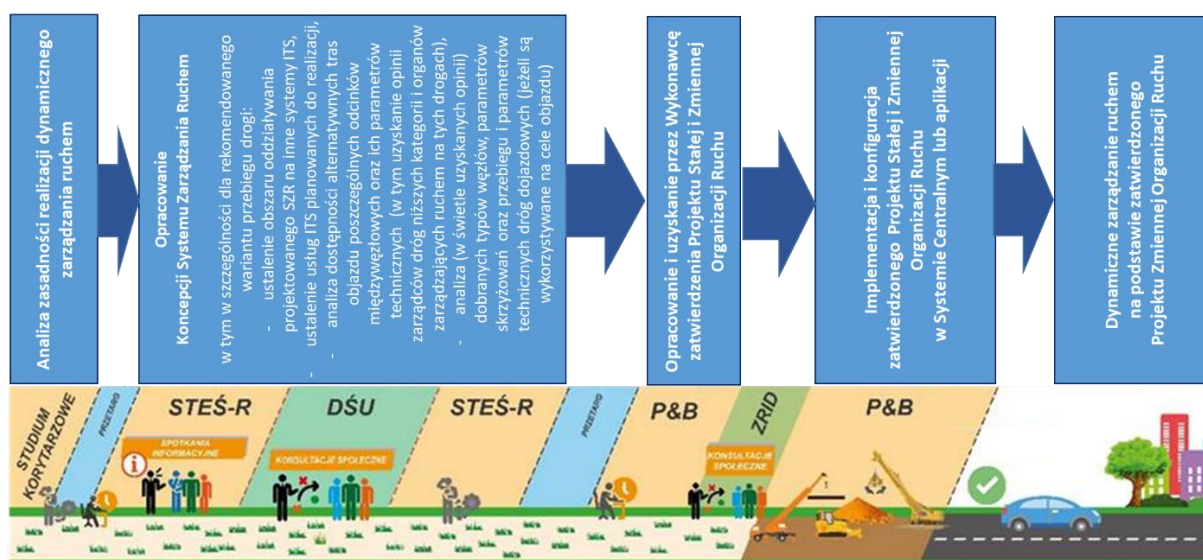 Analiza zasadności realizacji dynamicznego
zarządzania ruchem
Opracowanie
Koncepcji Systemu Zarządzania Ruchem
w tym w szczególności dla rekomendowanego
wariantu przebiegu drogi:
- ustalenie obszaru oddziaływania
projektowanego SZR na inne systemy ITS,
- ustalenie usług ITS planowanych do realizacji,
- analiza dostępności alternatywnych tras
objazdu poszczególnych odcinków
międzywęzłowych oraz ich parametrów
technicznych (w tym uzyskanie opinii
zarządców dróg niższych kategorii i organów
zarządzających ruchem na tych drogach),
- analiza (w świetle uzyskanych opinii)
dobranych typów węzłów, parametrów
skrzyżowań oraz przebiegu i parametrów
technicznych dróg dojazdowych (jeżeli są
wykorzystywane na cele objazdu)
Opracowanie i uzyskanie przez Wykonawcę
zatwierdzenia Projektu Stałej i Zmiennej
Organizacji Ruchu
Implementacja i konfiguracja
zatwierdzonego Projektu Stałej i Zmiennej
Organizacji Ruchu
w Systemie Centralnym lub aplikacji
Dynamiczne zarządzanie ruchem
na podstawie zatwierdzonego
Projektu Zmiennej Organizacji Ruchu
STUDIUM
KORYTARZOWE
PRZETARG
STEŚ-R
SPOTKANIA
INFORMACYJNE
i
DŚU
KONSULTACJE SPOŁECZNE
STEŚ-R
PRZETARG
P&B
KONSULTACJE
SPOŁECZNE
ZRID
P&B